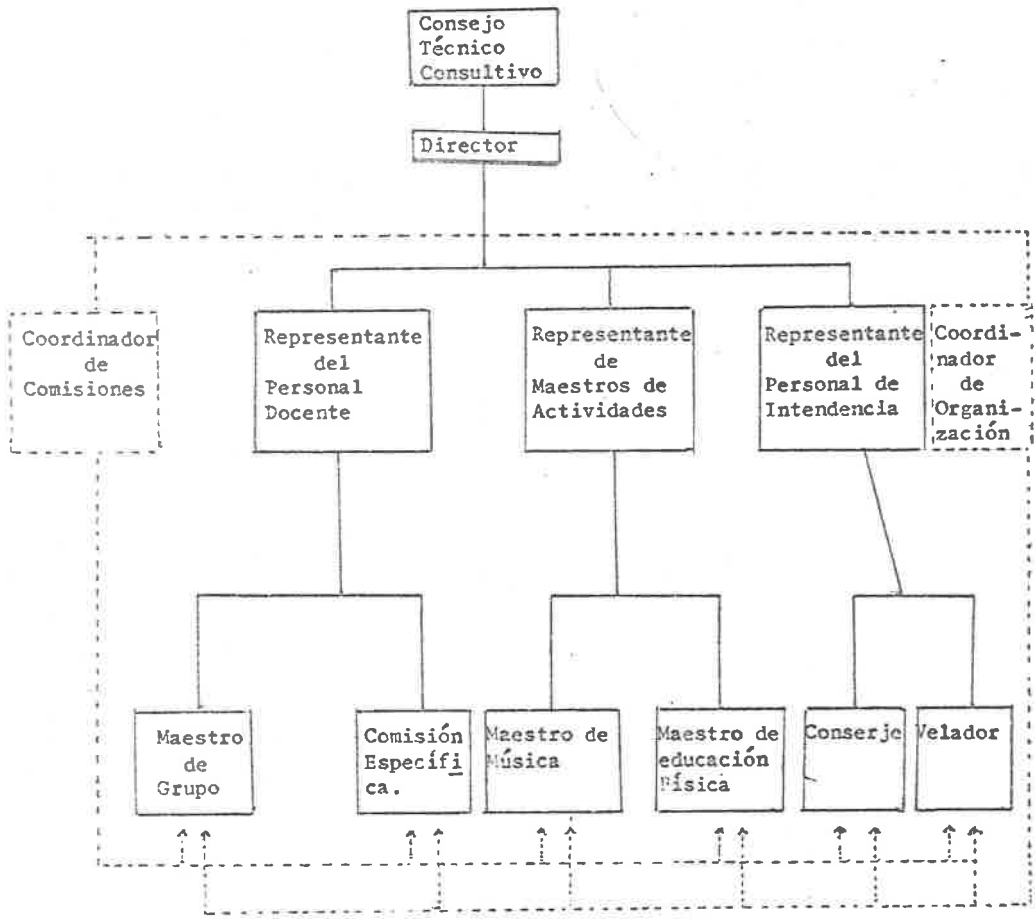 Consejo
Técnico
Consultivo
Director
Coordinador
de
Comisiones
Representante
del
Personal
Docente
Representante
de
Maestros de
Actividades
Representante
del
Personal de
Intendencia
Coordi-
nador
de
Organi-
zación
Maestro
de
Grupo
Comisión
Específi
ca.
Maestro de
Música
Maestro de
educación
Física
Conserje
Velador